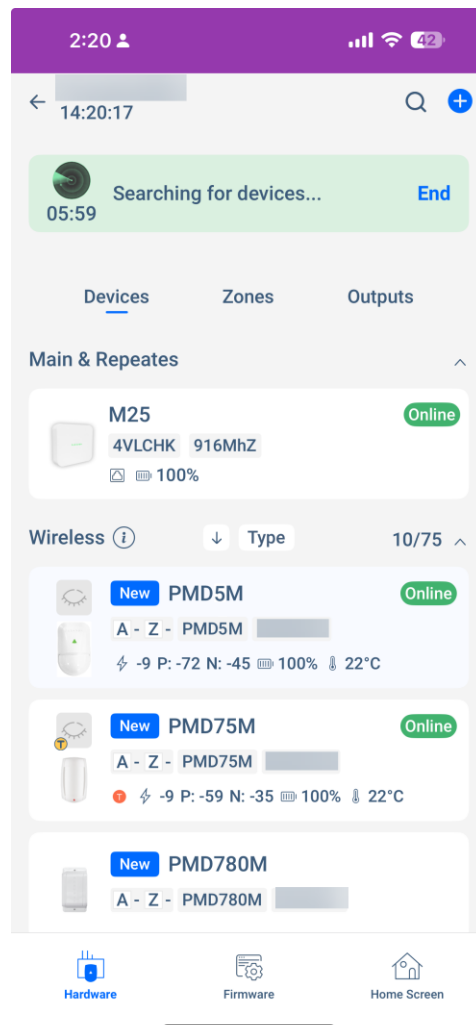 2:20 42
14:20:17
Searching for devices... End
05:59
Devices Zones Outputs
Main & Repeates
M25 Online
4VLCHK 916MhZ
100%
Wireless i ↓ Type 10/75
New PMD5M Online
A - Z - PMD5M
-9 P: -72 N: -45 100% 22°C
New PMD75M Online
T
A - Z - PMD75M
T -9 P: -59 N: -35 100% 22°C
New PMD780M
A - Z - PMD780M
Hardware Firmware Home Screen